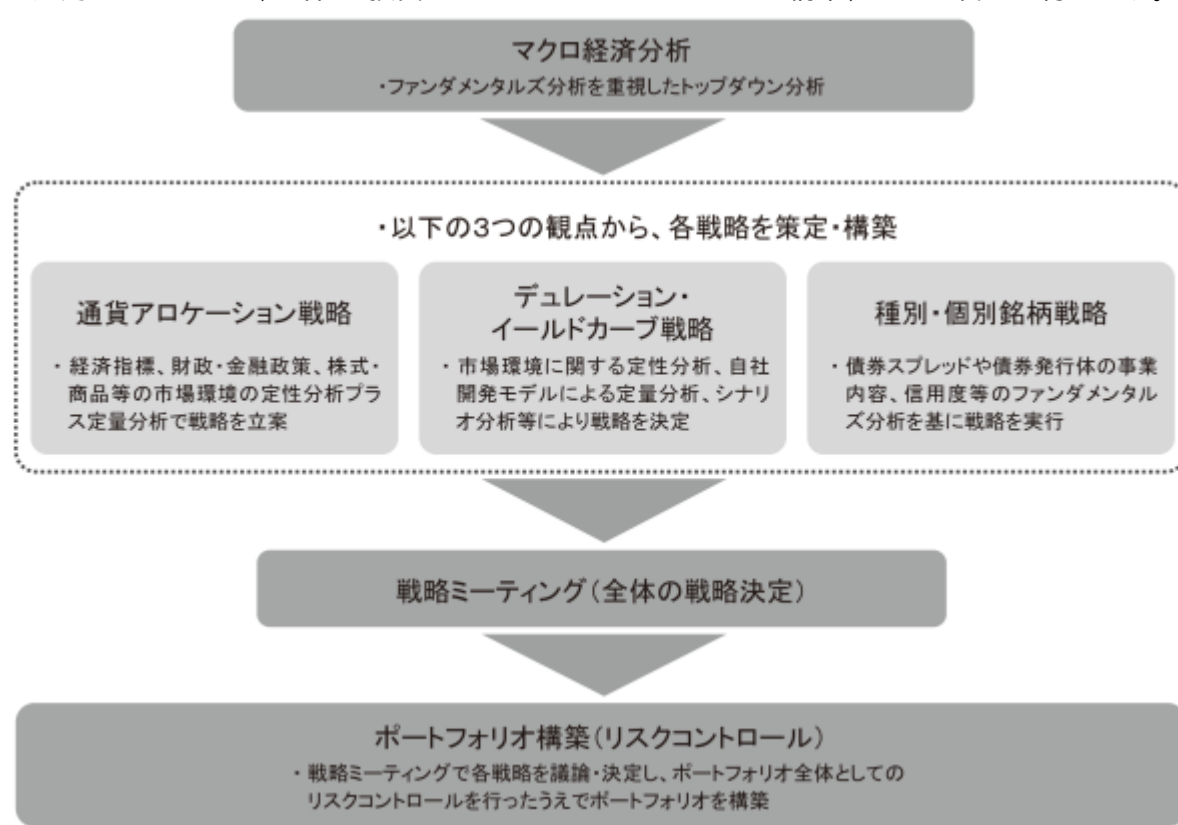 マクロ経済分析
・ファンダメンタルズ分析を重視したトップダウン分析
・以下の3つの観点から、各戦略を策定・構築
通貨アロケーション戦略
・経済指標、財政・金融政策、株式・
商品等の市場環境の定性分析プラ
ス定量分析で戦略を立案
デュレーション・
イールドカーブ戦略
・市場環境に関する定性分析、自社
開発モデルによる定量分析、シナリ
オ分析等により戦略を決定
種別・個別銘柄戦略
・債券スプレッドや債券発行体の事業
内容、信用度等のファンダメンタル
ズ分析を基に戦略を実行
戦略ミーティング(全体の戦略決定)
ポートフォリオ構築(リスクコントロール)
・戦略ミーティングで各戦略を議論・決定し、ポートフォリオ全体としての
リスクコントロールを行ったうえでポートフォリオを構築